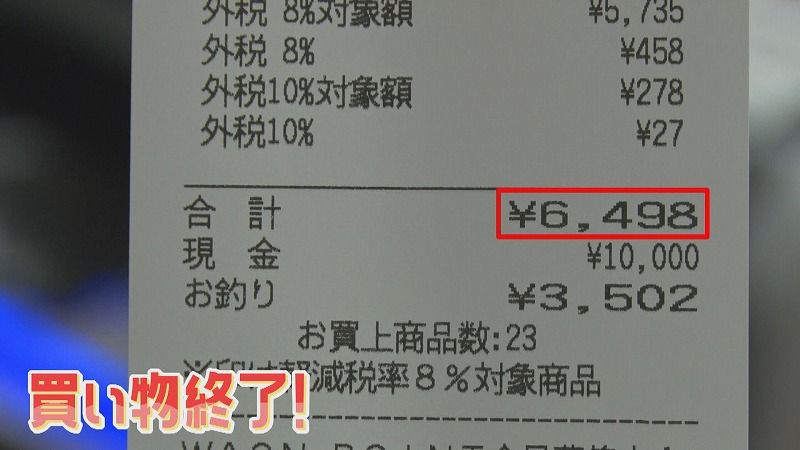 外税 8%対象額 ¥5,735
外税 8% ¥458
外税10%対象額 ¥278
外税10% ¥27
合 計 ¥6,498
現 金 ¥10,000
お釣り ¥3,502
お買上商品数:23
軽減税率8%対象商品
買い物終了!